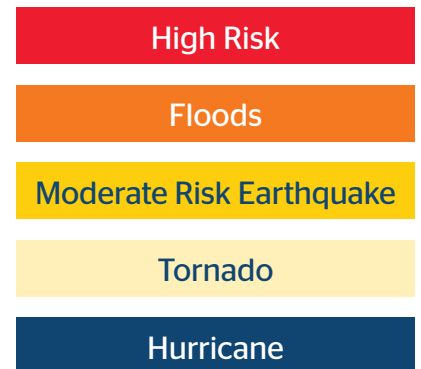 High Risk
Floods
Moderate Risk Earthquake
Tornado
Hurricane